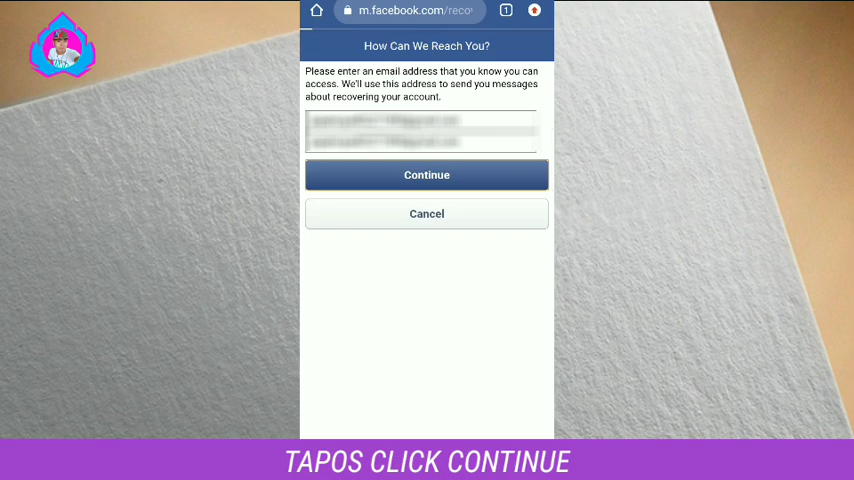 m.facebook.com/reco
1
How Can We Reach You?
Please enter an email address that you know you can
access. We'll use this address to send you messages
about recovering your account.
Continue
Cancel
TAPOS CLICK CONTINUE